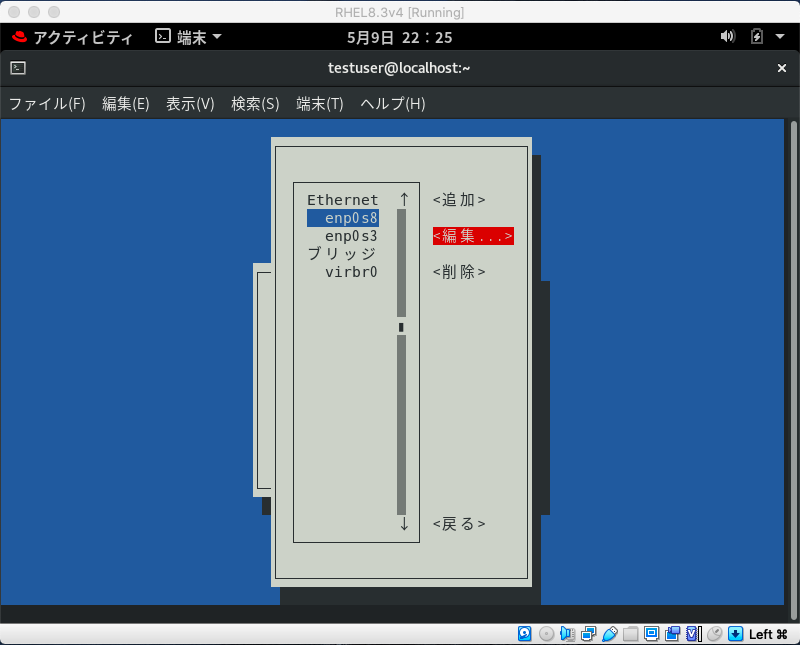 RHEL8.3v4 [Running]
アクティビティ 端末 5月9日 22：25
testuser@localhost:~
ファイル(F) 編集(E) 表示(V) 検索(S) 端末(T) ヘルプ(H)
Ethernet ↑ <追加>
enp0s8
enp0s3 <編集...>
ブリッジ
virbr0 <削除>
↓ <戻る>
Left ⌘